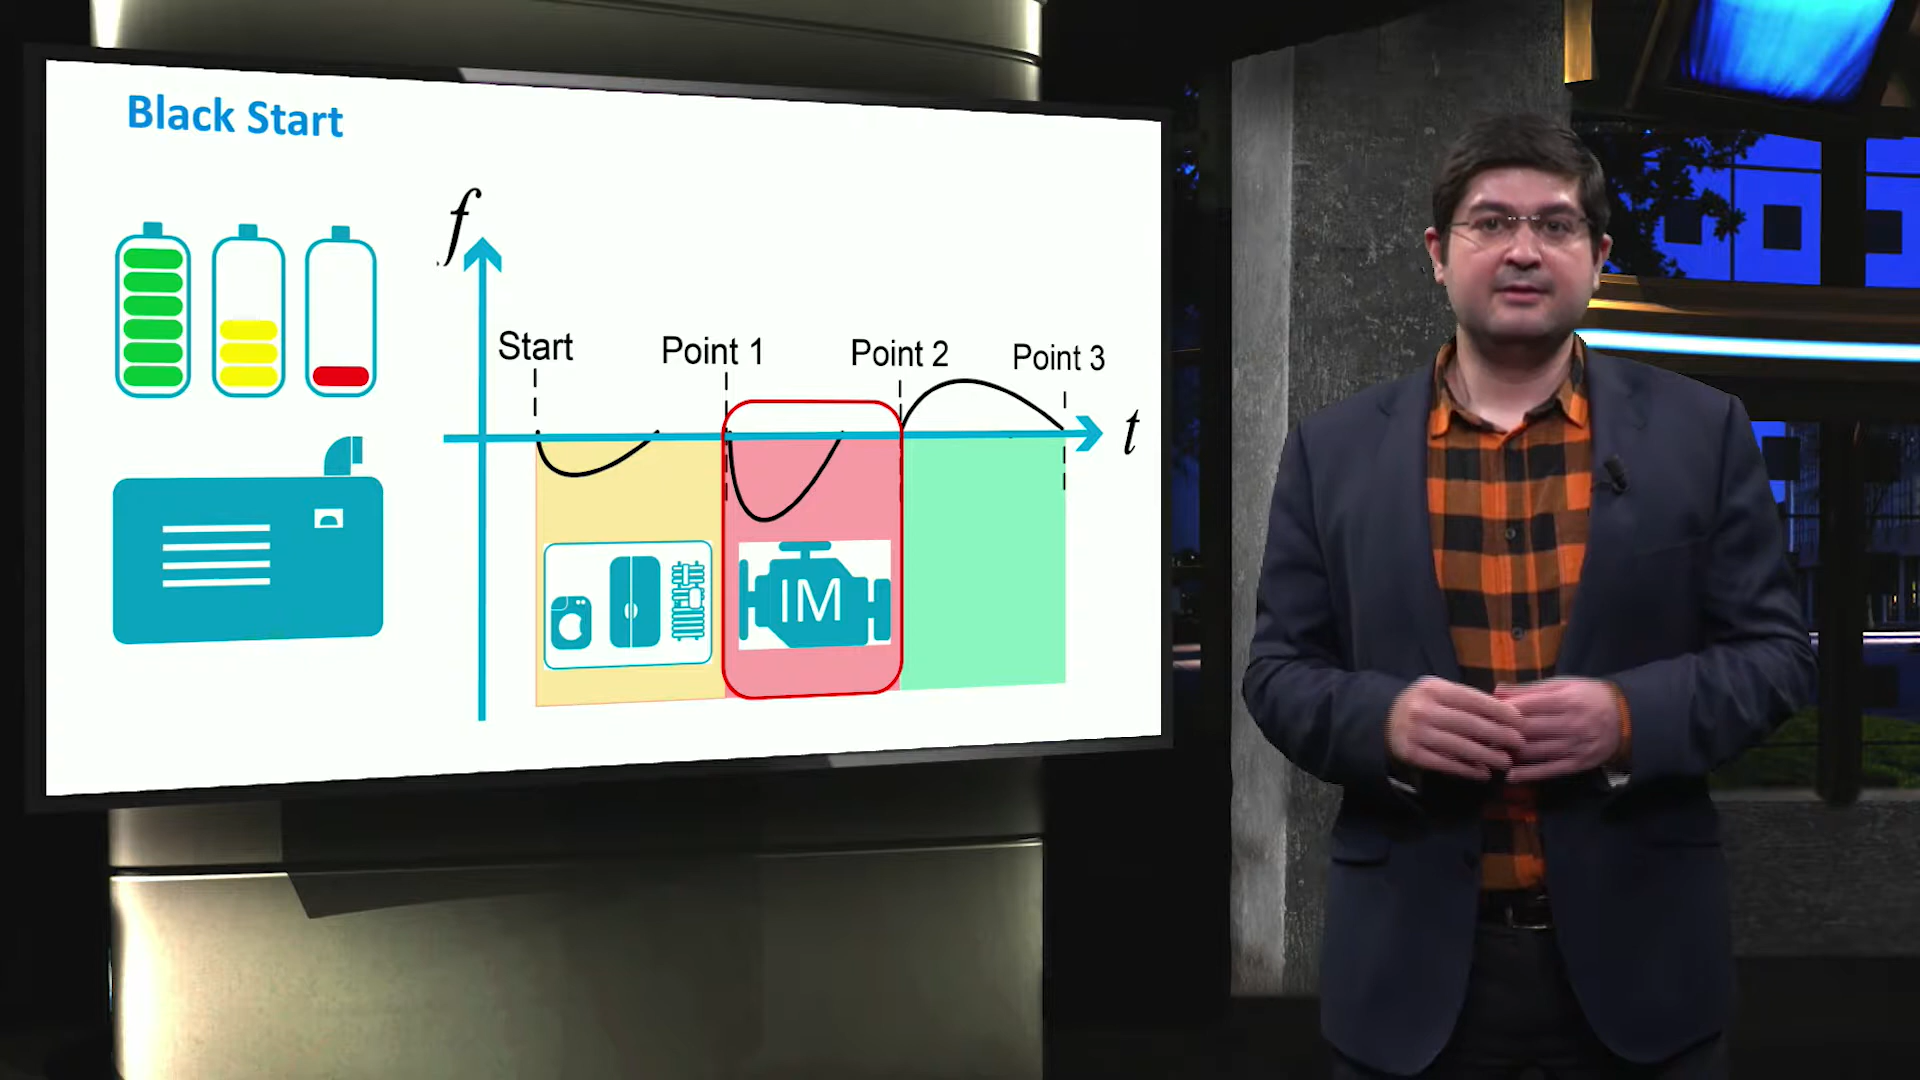 Black Start
f
Start
Point 1
Point 2
Point 3
t
IM